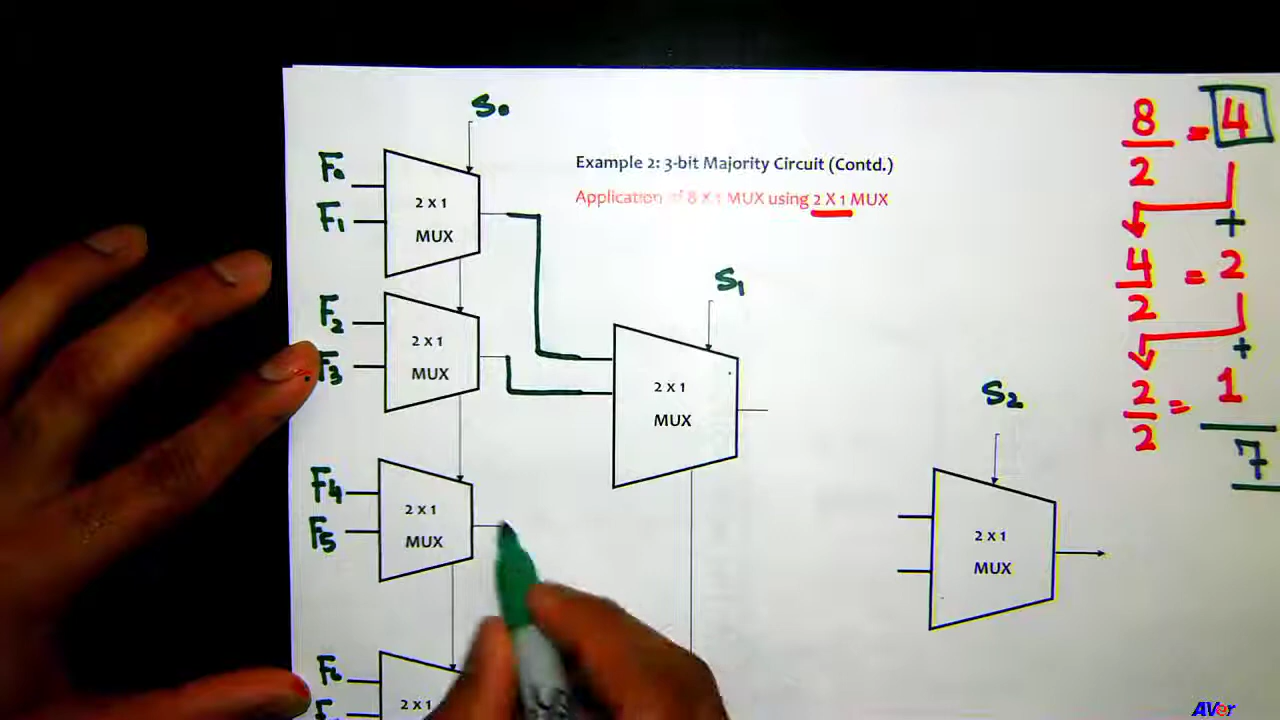 S0
Example 2: 3-bit Majority Circuit (Contd.)
Application of 8 X 1 MUX using 2 X 1 MUX
F0
F1
2 X 1
MUX
F2
F3
2 X 1
MUX
S1
2 X 1
MUX
F4
F5
2 X 1
MUX
S2
2 X 1
MUX
F6
2 X 1
8/2 = 4
+
4/2 = 2
+
2/2 = 1
7
AVer